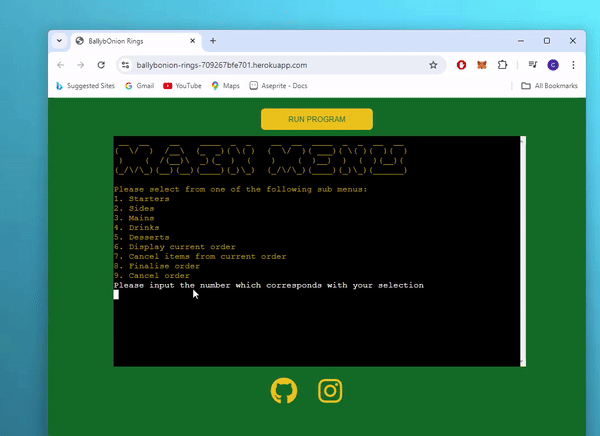 BallybOnion Rings
ballybonion-rings-709267bfe701.herokuapp.com
C
Suggested Sites
Gmail
YouTube
Maps
Aseprite - Docs
All Bookmarks
RUN PROGRAM
MAIN MENU
Please select from one of the following sub menus:
1. Starters
2. Sides
3. Mains
4. Drinks
5. Desserts
6. Display current order
7. Cancel items from current order
8. Finalise order
9. Cancel order
Please input the number which corresponds with your selection